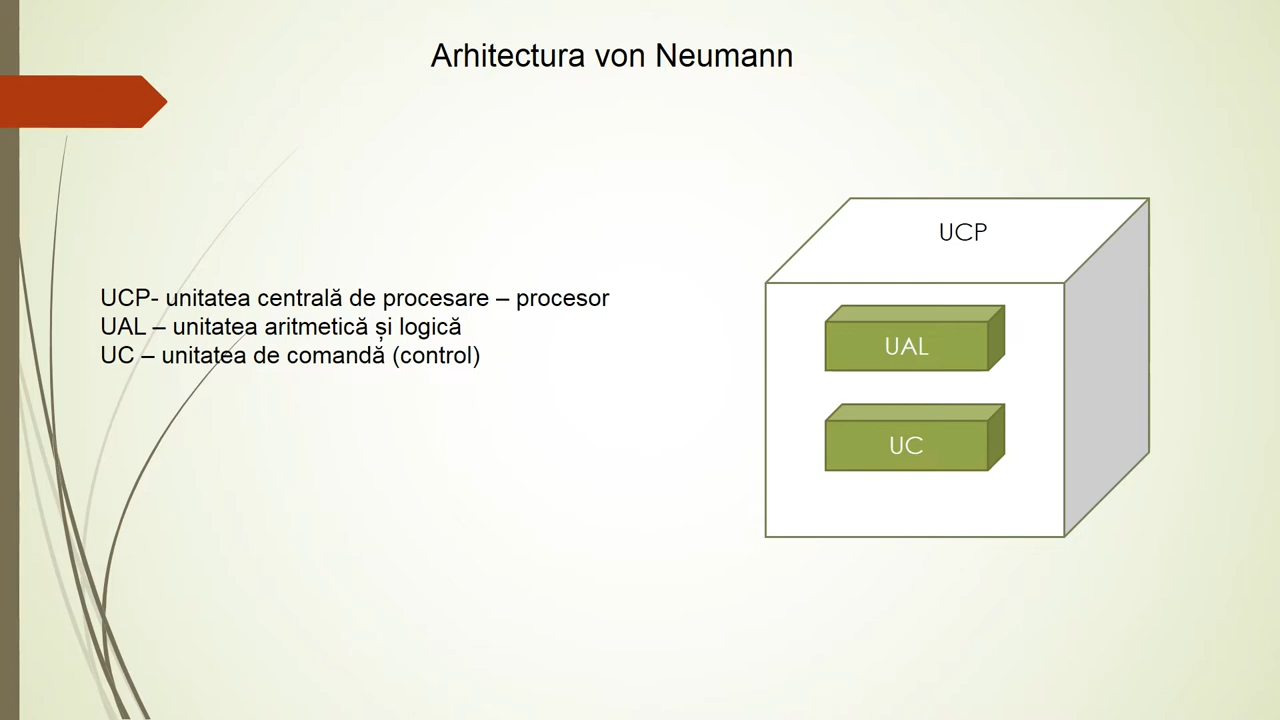 Arhitectura von Neumann
UCP- unitatea centrală de procesare – procesor
UAL – unitatea aritmetică și logică
UC – unitatea de comandă (control)
UCP
UAL
UC